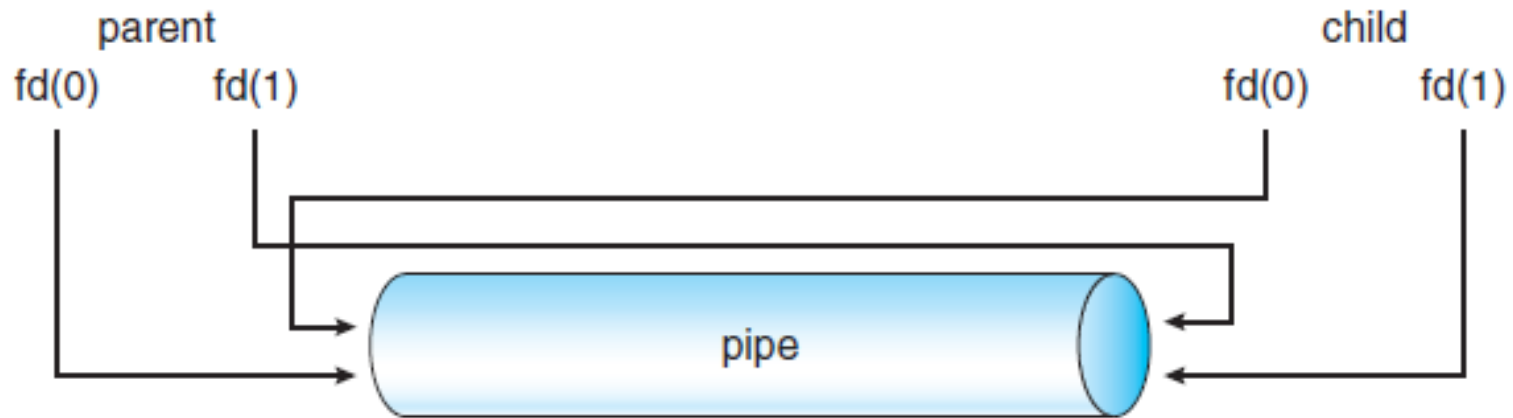 parent child
fd(0) fd(1) fd(0) fd(1)
pipe